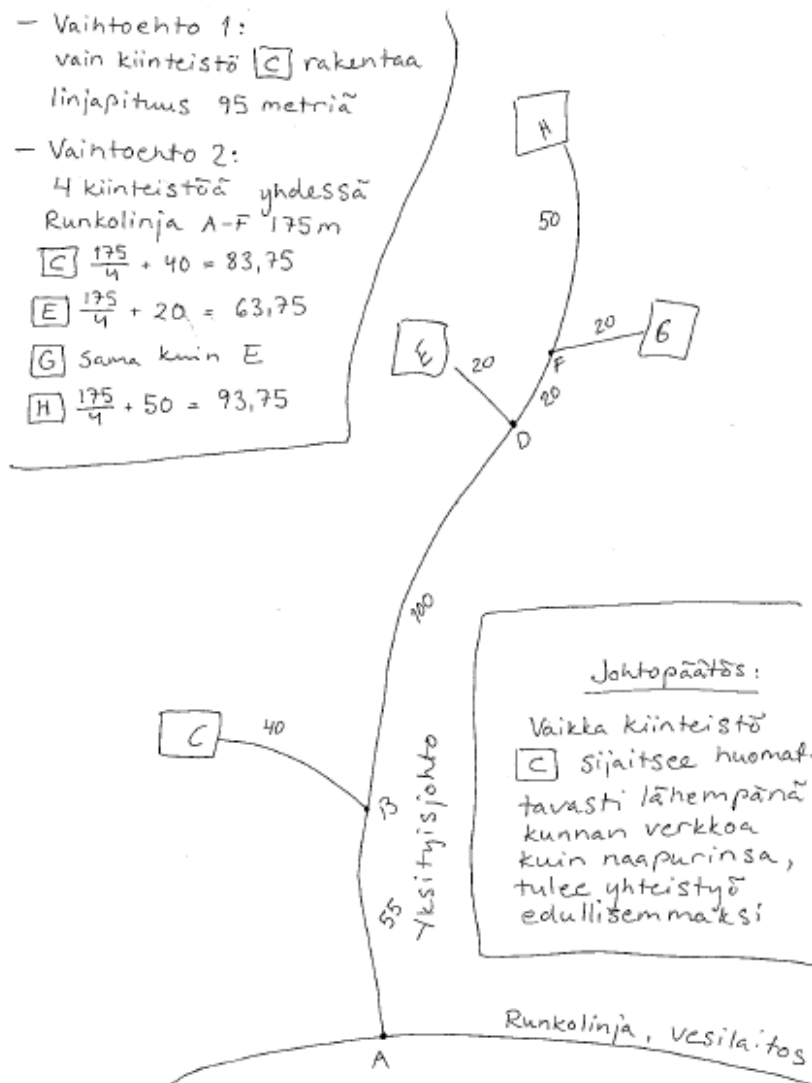 - Vaihtoehto 1:
vain kiinteistö C rakentaa
linjapituus 95 metriä
- Vaihtoehto 2:
4 kiinteistöä yhdessä
Runkolinja A-F 175 m
C 175/4 + 40 = 83,75
E 175/4 + 20 = 63,75
G Sama kuin E
H 175/4 + 50 = 93,75
H
50
E
20
20
G
F
20
D
100
C
40
B
Yksityisjohto
55
A
Runkolinja, vesilaitos
Johtopäätös:
Vaikka kiinteistö
C sijaitsee huomat-
tavasti lähempänä
kunnan verkkoa
kuin naapurinsa,
tulee yhteistyö
edullisemmaksi